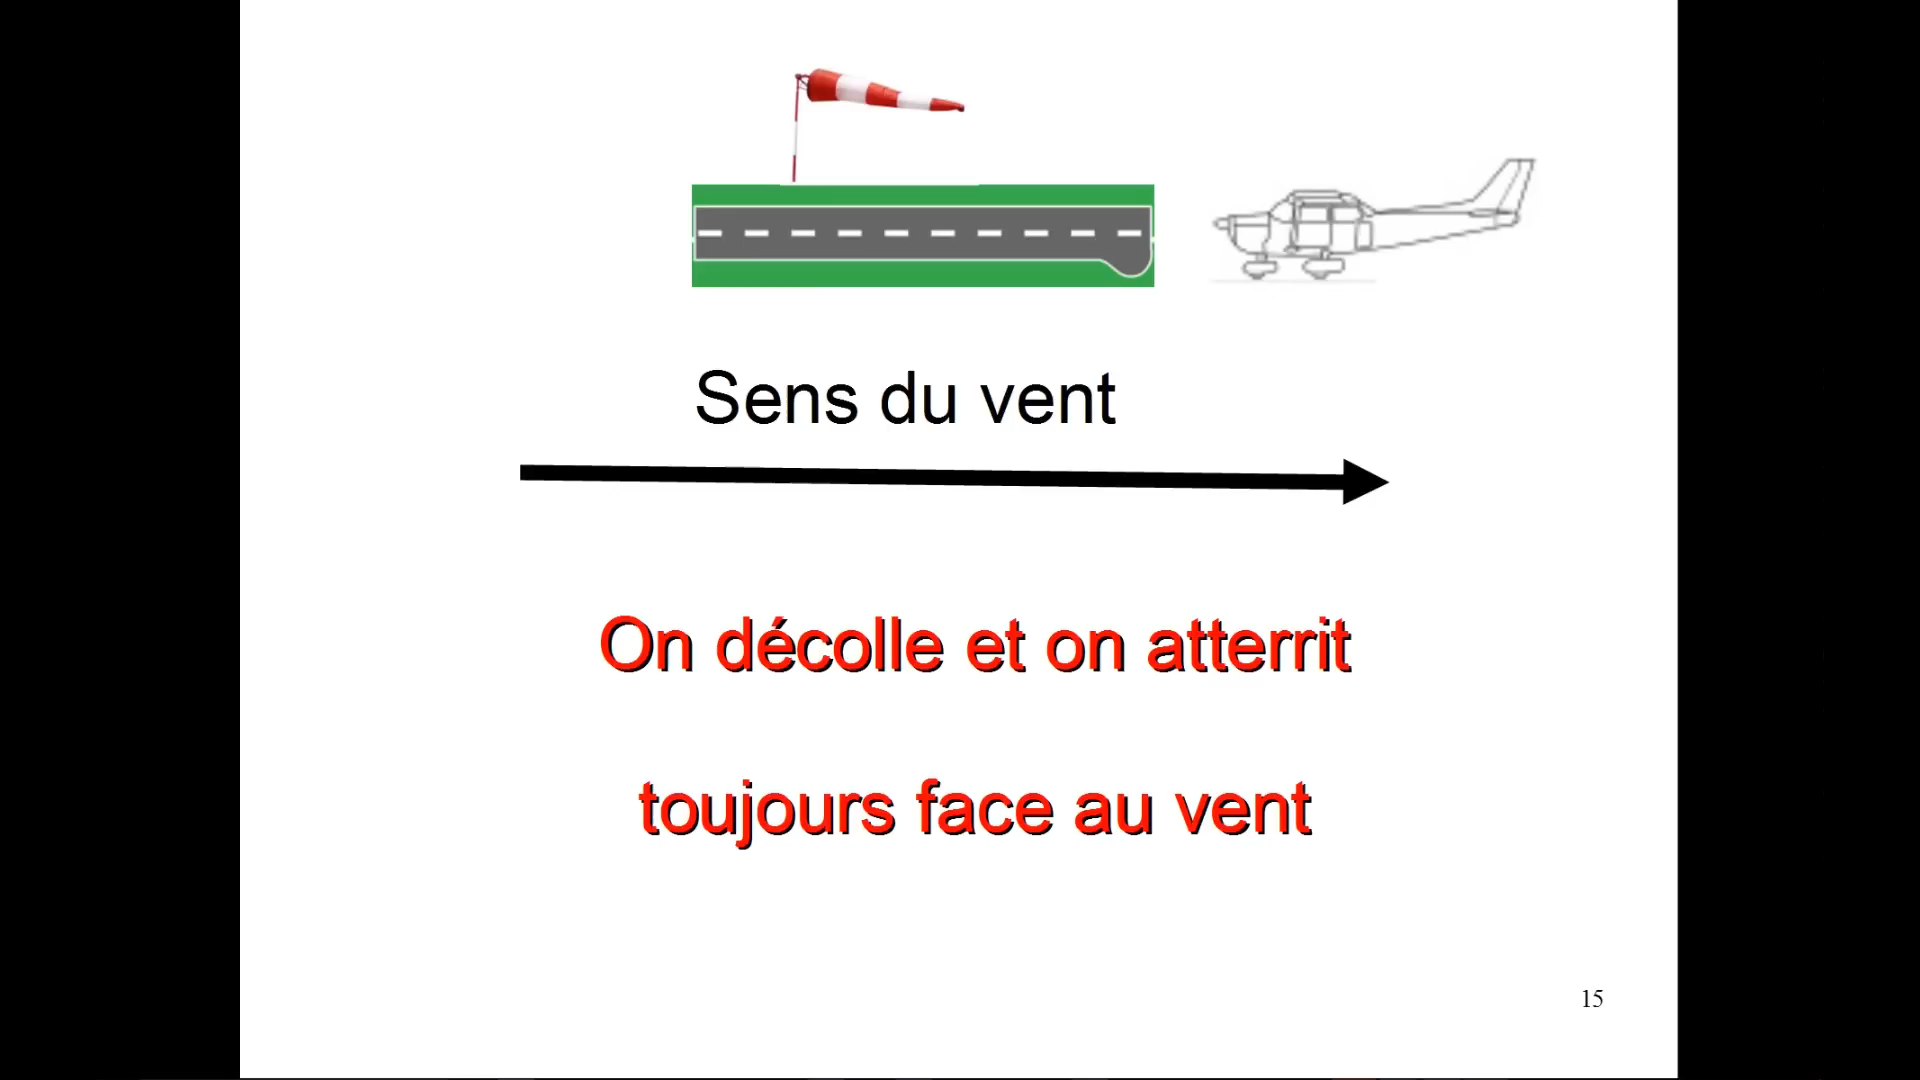 Sens du vent
On décolle et on atterrit
toujours face au vent
15